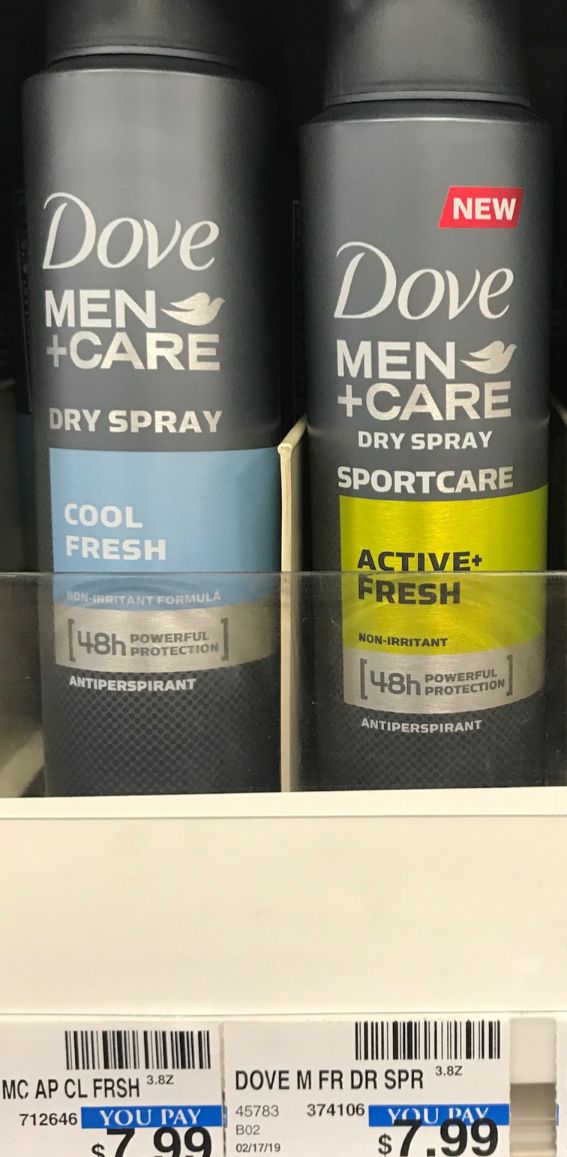 Dove
MEN
+CARE
DRY SPRAY
COOL
FRESH
NON-IRRITANT FORMULA
[48h POWERFUL
PROTECTION]
ANTIPERSPIRANT
NEW
Dove
MEN
+CARE
DRY SPRAY
SPORTCARE
ACTIVE+
FRESH
NON-IRRITANT
[48h POWERFUL
PROTECTION]
ANTIPERSPIRANT
MC AP CL FRSH 3.8Z
712646 YOU PAY
$7.99
DOVE M FR DR SPR 3.8Z
45783 374106 YOU PAY
B02
02/17/19 $7.99